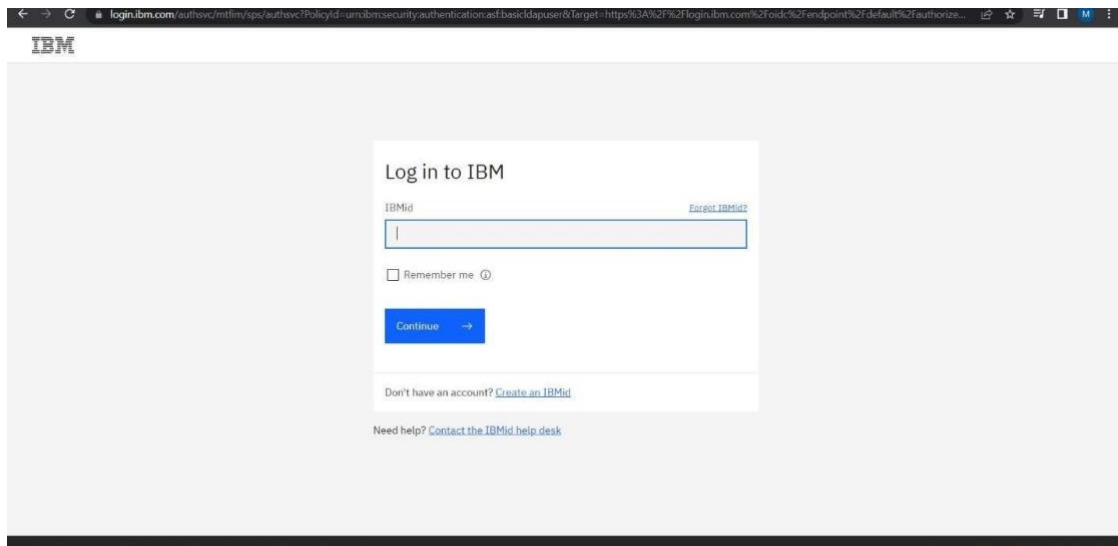 login.ibm.com/authsvc/mtfim/sps/authsvc?PolicyId=urn:ibm:security:authentication:asf:basicldapuser&Target=https%3A%2F%2Flogin.ibm.com%2Foidc%2Fendpoint%2Fdefault%2Fauthorize...
M
IBM
Log in to IBM
IBMid Forgot IBMid?
Remember me
Continue →
Don't have an account? Create an IBMid
Need help? Contact the IBMid help desk